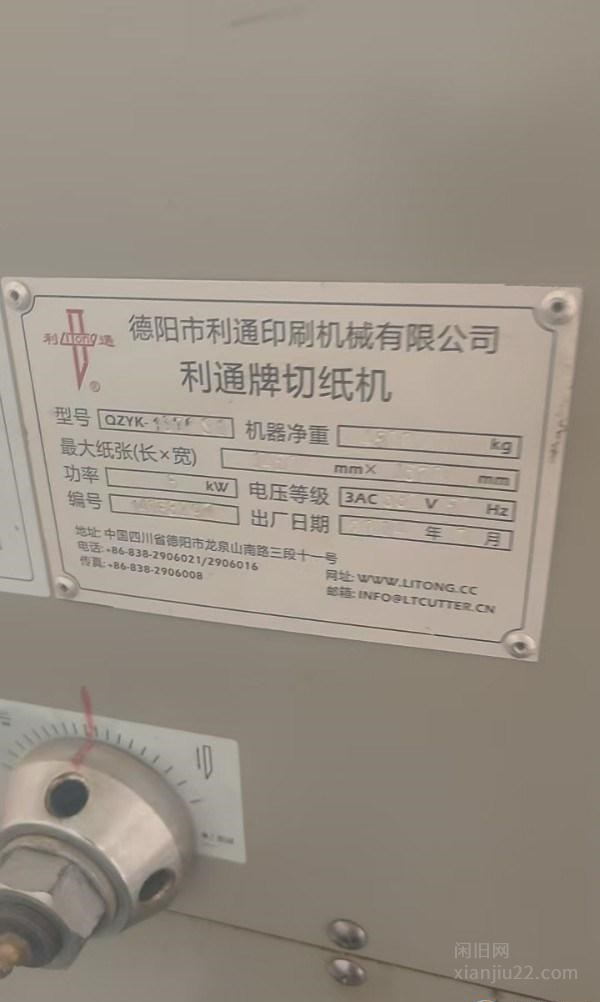 利 LITONG 通
®
德阳市利通印刷机械有限公司
利通牌切纸机
型号 QZYK- 机器净重 kg
最大纸张(长×宽) mm× mm
功率 kW 电压等级 3AC V Hz
编号 出厂日期 年 月
地址: 中国四川省德阳市龙泉山南路三段十一号
电话: +86-838-2906021/2906016
传真: +86-838-2906008
网址: WWW.LITONG.CC
邮箱: INFO@LTCUTTER.CN
闲旧网
xianjiu22.com